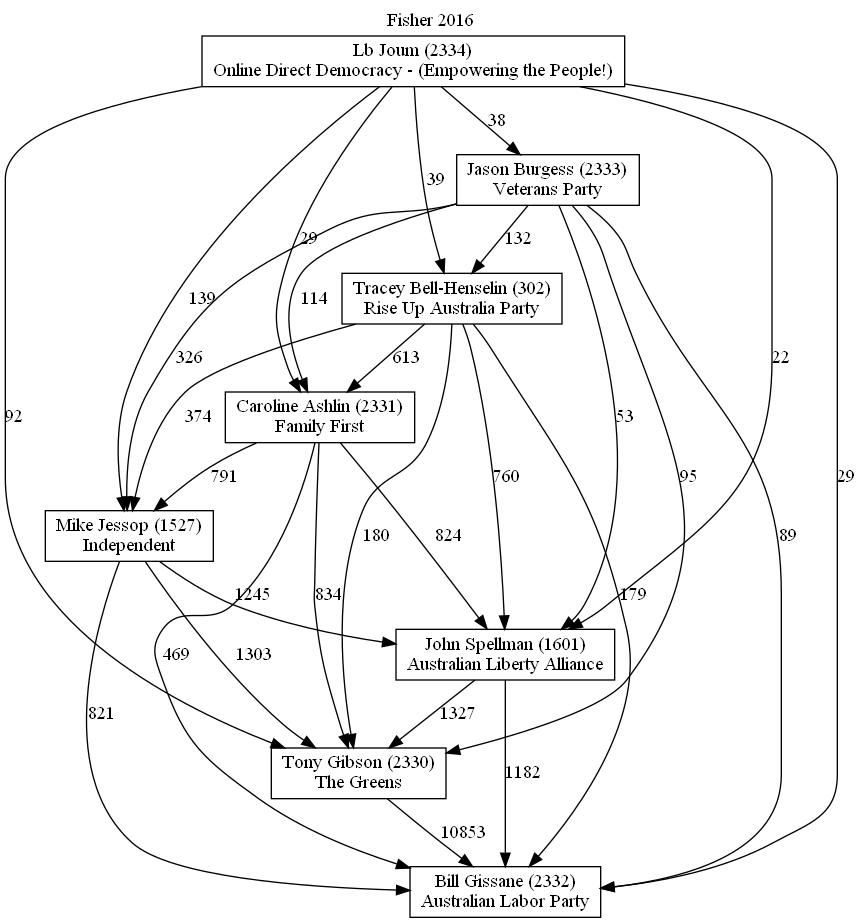 Fisher 2016
Lb Joum (2334)
Online Direct Democracy - (Empowering the People!)
38
Jason Burgess (2333)
Veterans Party
39
29
132
Tracey Bell-Henselin (302)
Rise Up Australia Party
139
114
326
613
22
Caroline Ashlin (2331)
Family First
92
374
53
791
760
95
29
Mike Jessop (1527)
Independent
180
824
89
1245
834
179
John Spellman (1601)
Australian Liberty Alliance
469
1303
821
1327
Tony Gibson (2330)
The Greens
1182
10853
Bill Gissane (2332)
Australian Labor Party